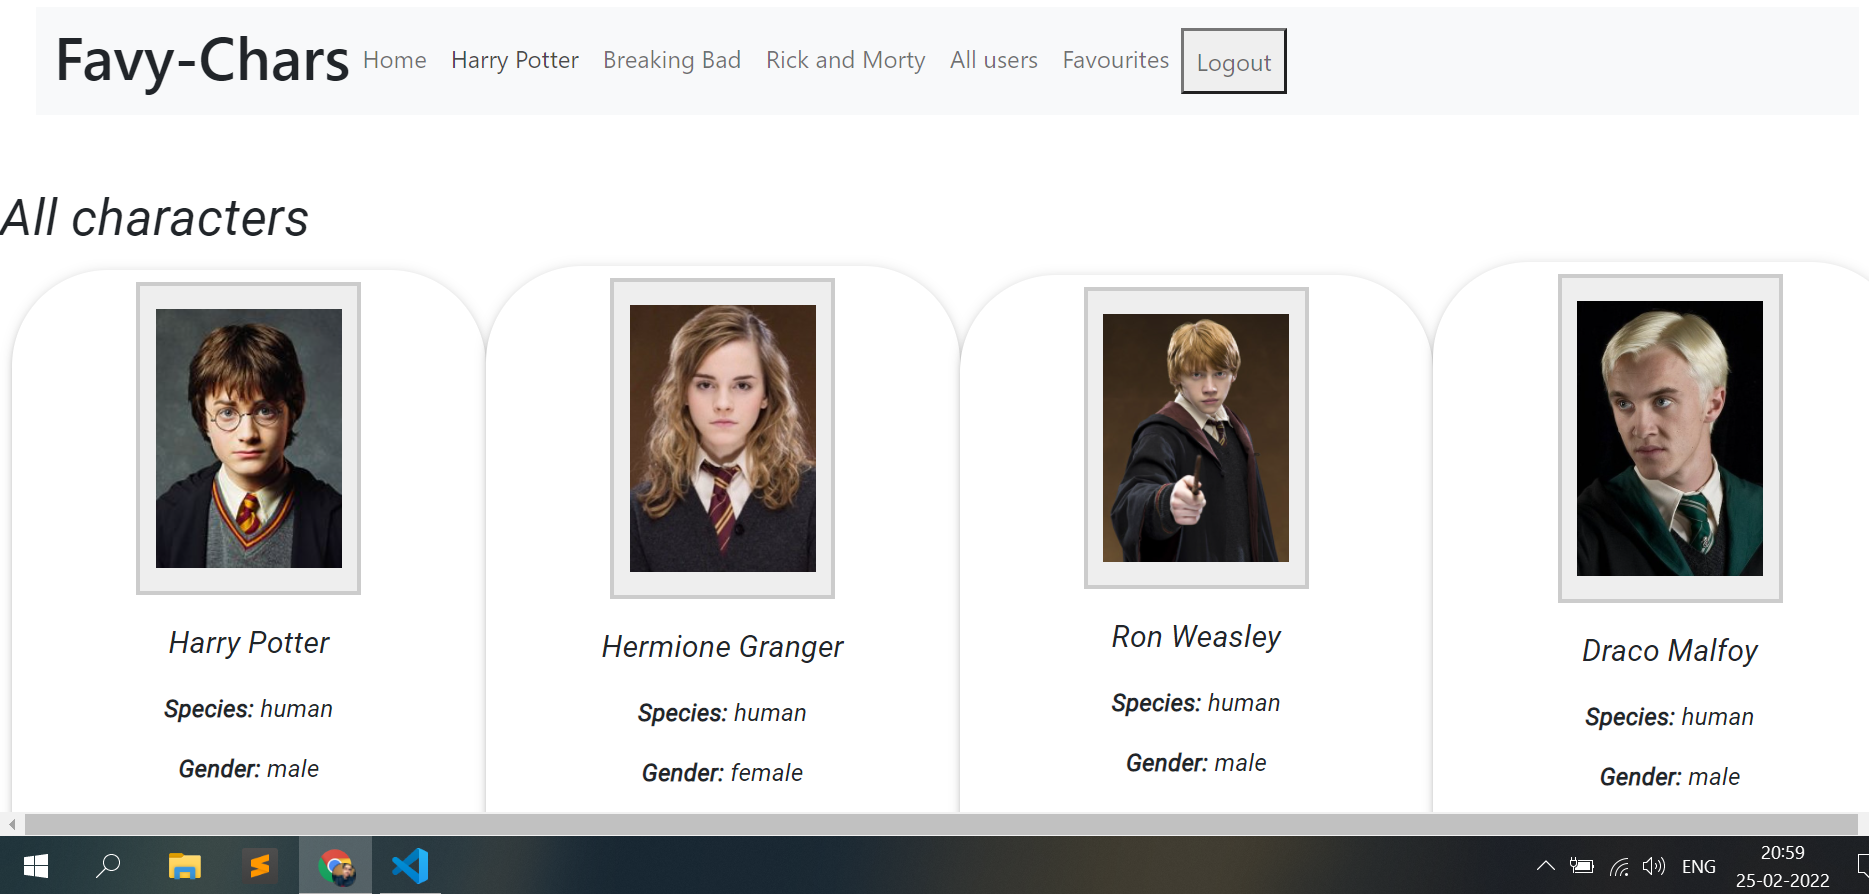 Favy-Chars Home Harry Potter Breaking Bad Rick and Morty All users Favourites Logout
All characters
Harry Potter
Species: human
Gender: male
Hermione Granger
Species: human
Gender: female
Ron Weasley
Species: human
Gender: male
Draco Malfoy
Species: human
Gender: male
ENG
20:59
25-02-2022